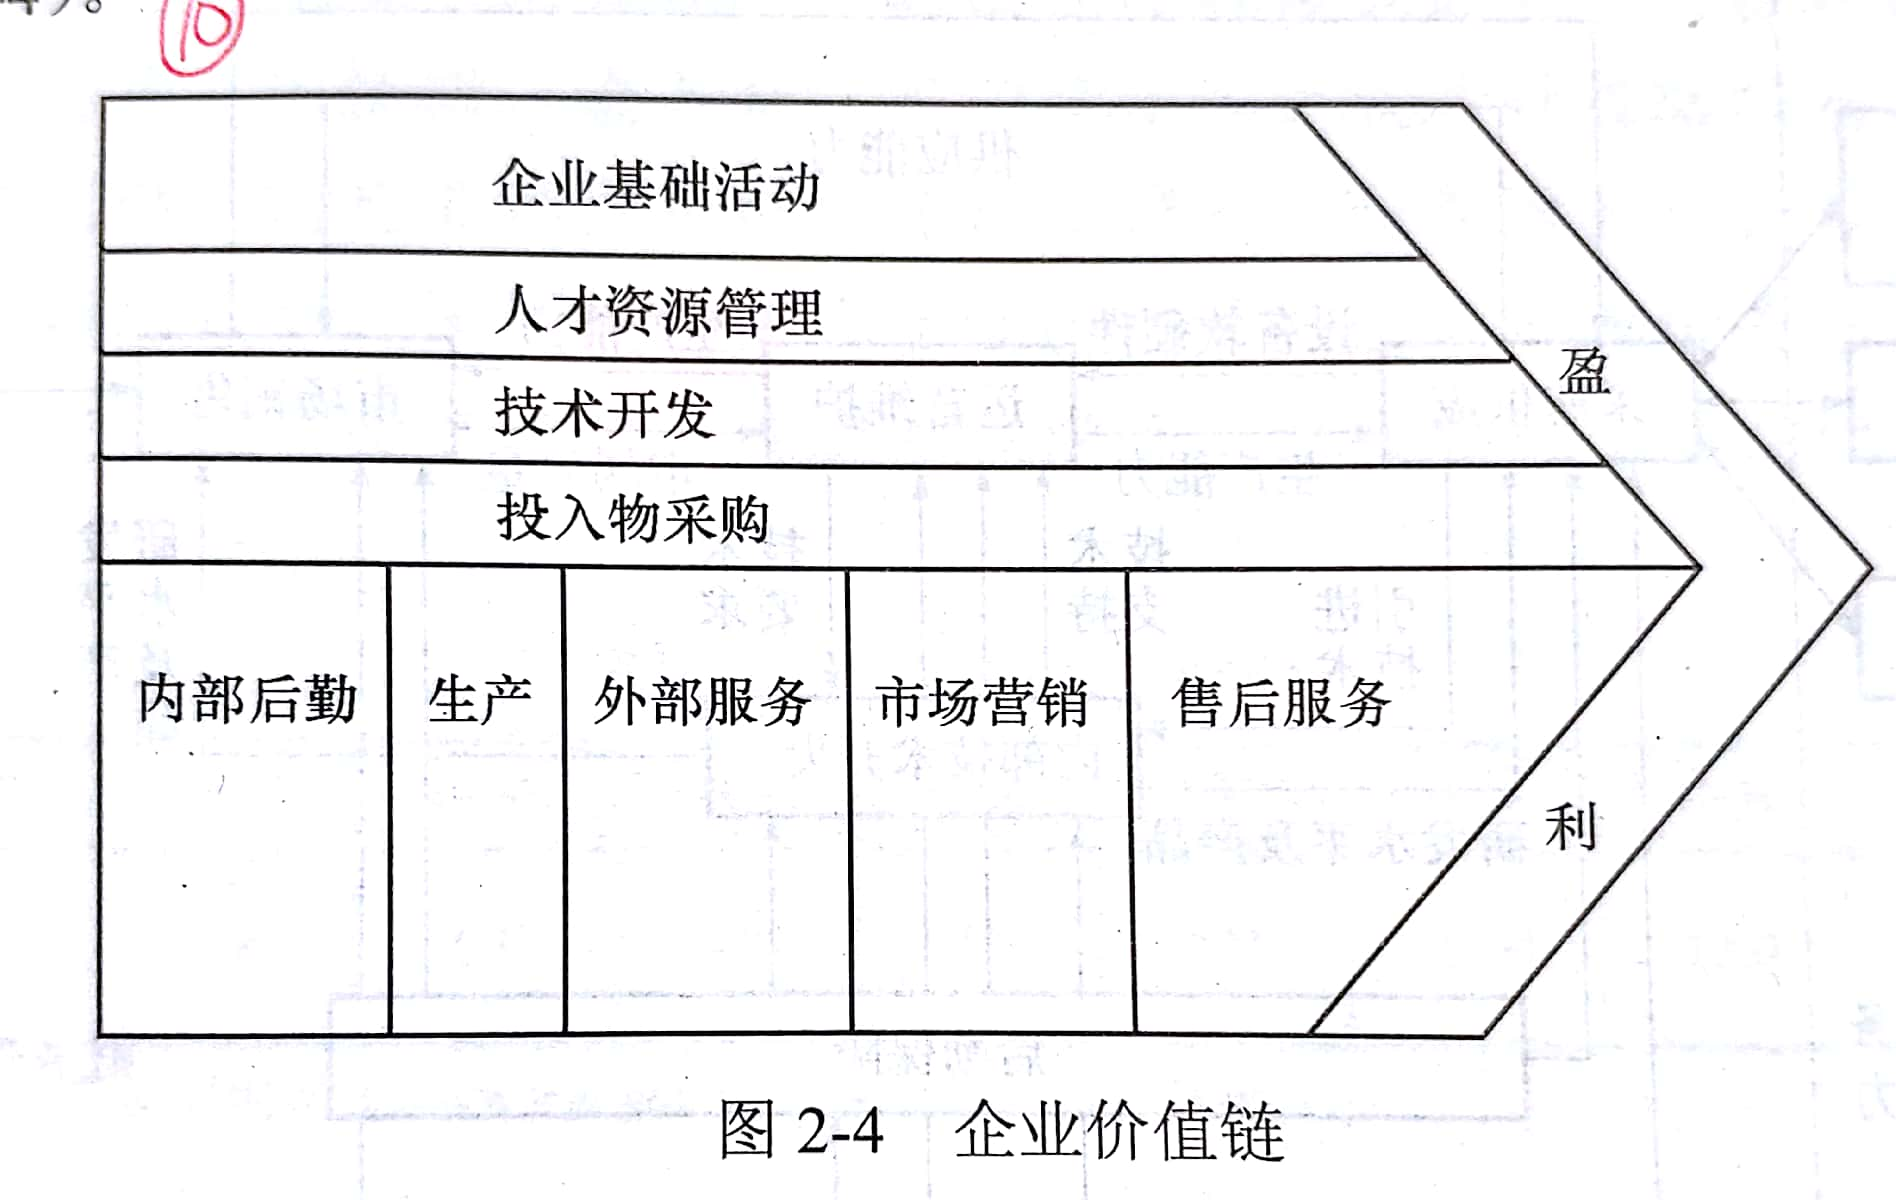 10
企业基础活动
人才资源管理
技术开发
投入物采购
盈
内部后勤 生产 外部服务 市场营销 售后服务
利
图 2-4 企业价值链